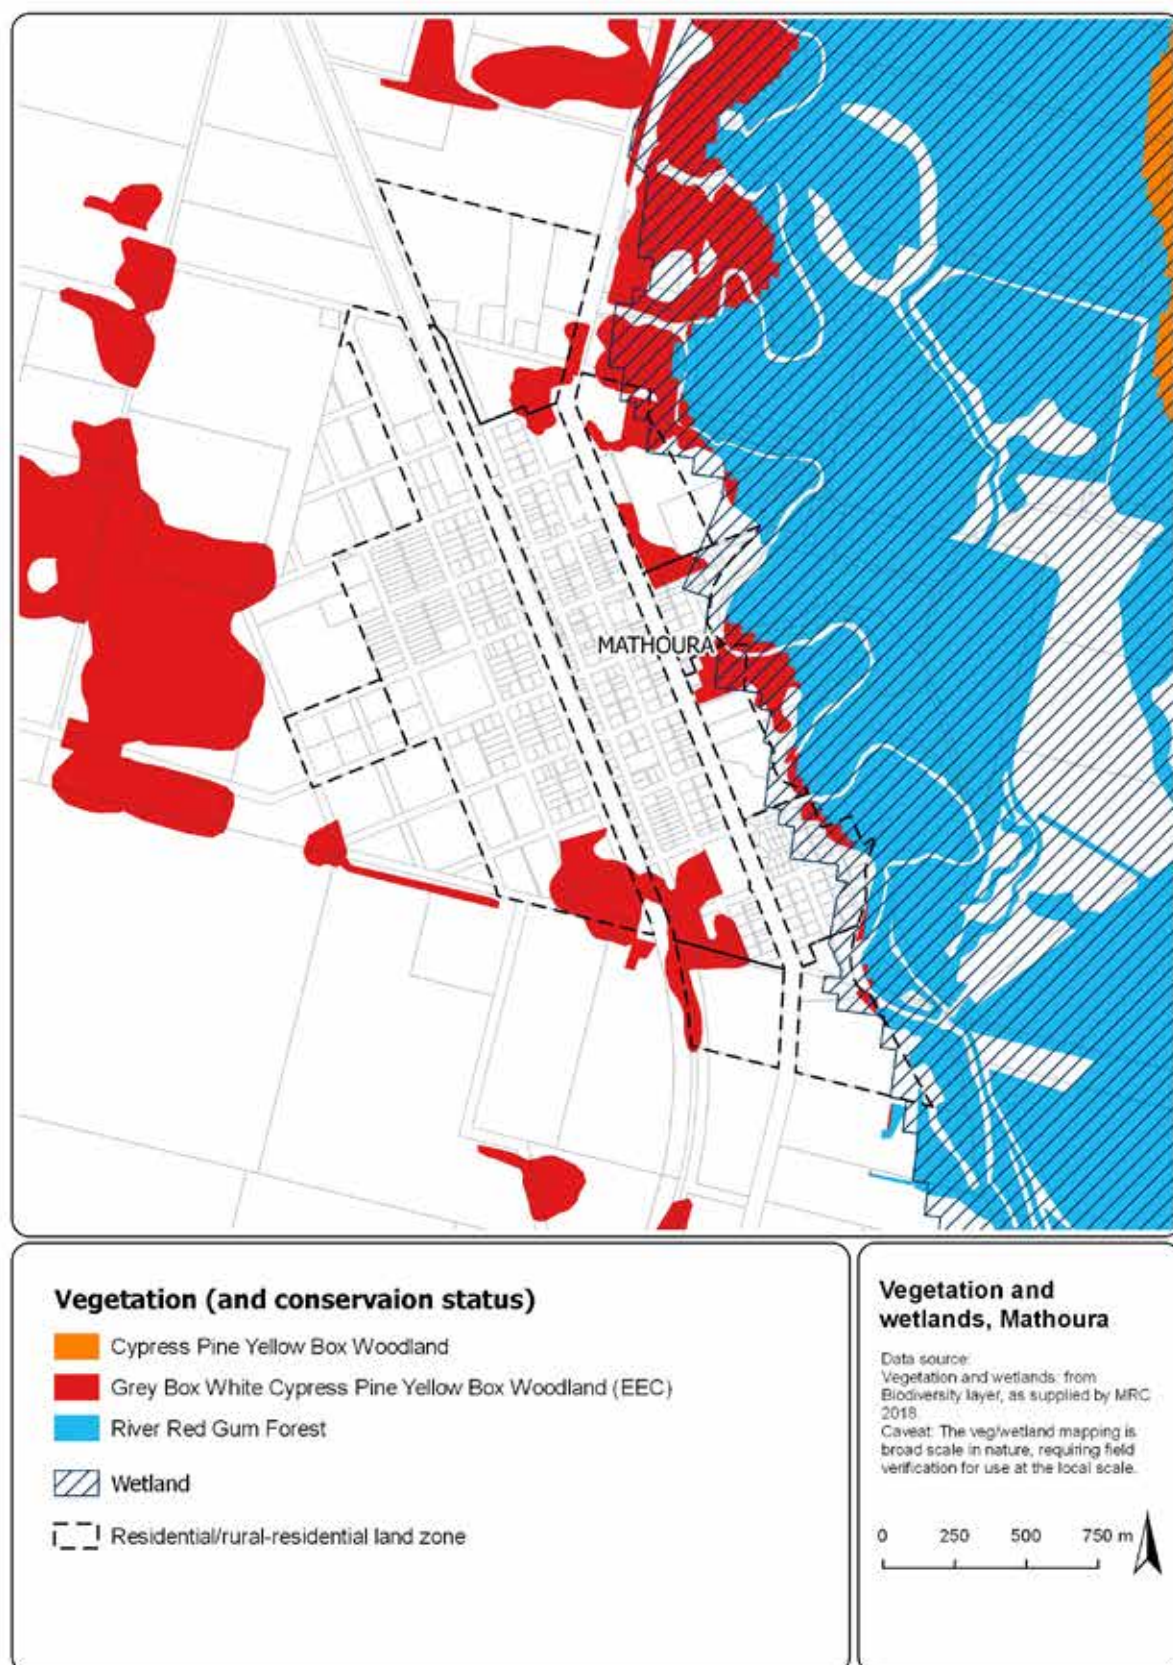 MATHOURA
Vegetation (and conservaion status)
Cypress Pine Yellow Box Woodland
Grey Box White Cypress Pine Yellow Box Woodland (EEC)
River Red Gum Forest
Wetland
Residential/rural-residential land zone
Vegetation and
wetlands, Mathoura
Data source:
Vegetation and wetlands: from
Biodiversity layer, as supplied by MRC
2018.
Caveat: The veg/wetland mapping is
broad scale in nature, requiring field
verification for use at the local scale.
0 250 500 750 m